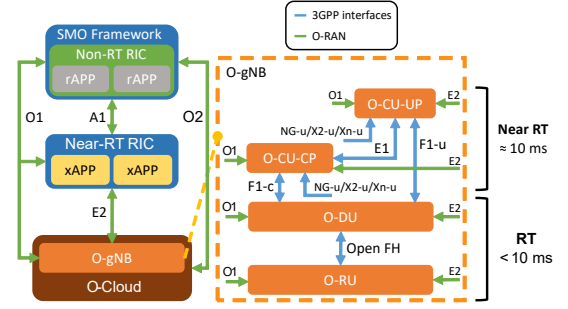 3GPP interfaces
O-RAN
SMO Framework
Non-RT RIC
rAPP rAPP
O1
A1
O2
Near-RT RIC
xAPP xAPP
E2
O-gNB
O-Cloud
O-gNB
O1
O-CU-UP
E2
NG-u/X2-u/Xn-u
E1
F1-u
O1
O-CU-CP
E2
F1-c
NG-u/X2-u/Xn-u
O1
O-DU
E2
Open FH
O1
O-RU
E2
Near RT
≈ 10 ms
RT
< 10 ms